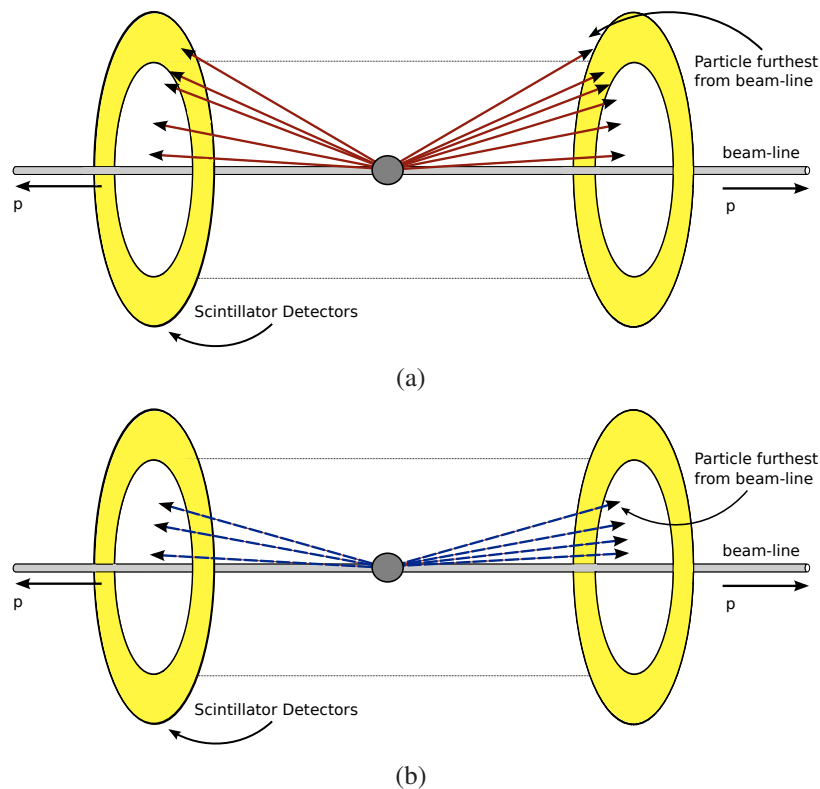 Particle furthest
from beam-line
beam-line
p
p
Scintillator Detectors
(a)
Particle furthest
from beam-line
beam-line
p
p
Scintillator Detectors
(b)